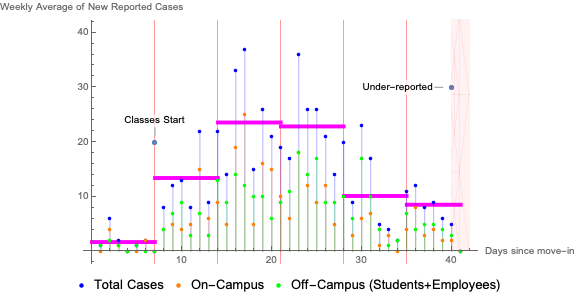 Weekly Average of New Reported Cases
40
30
Under-reported
Classes Start
20
10
10
20
30
40
Days since move-in
Total Cases
On-Campus
Off-Campus (Students+Employees)